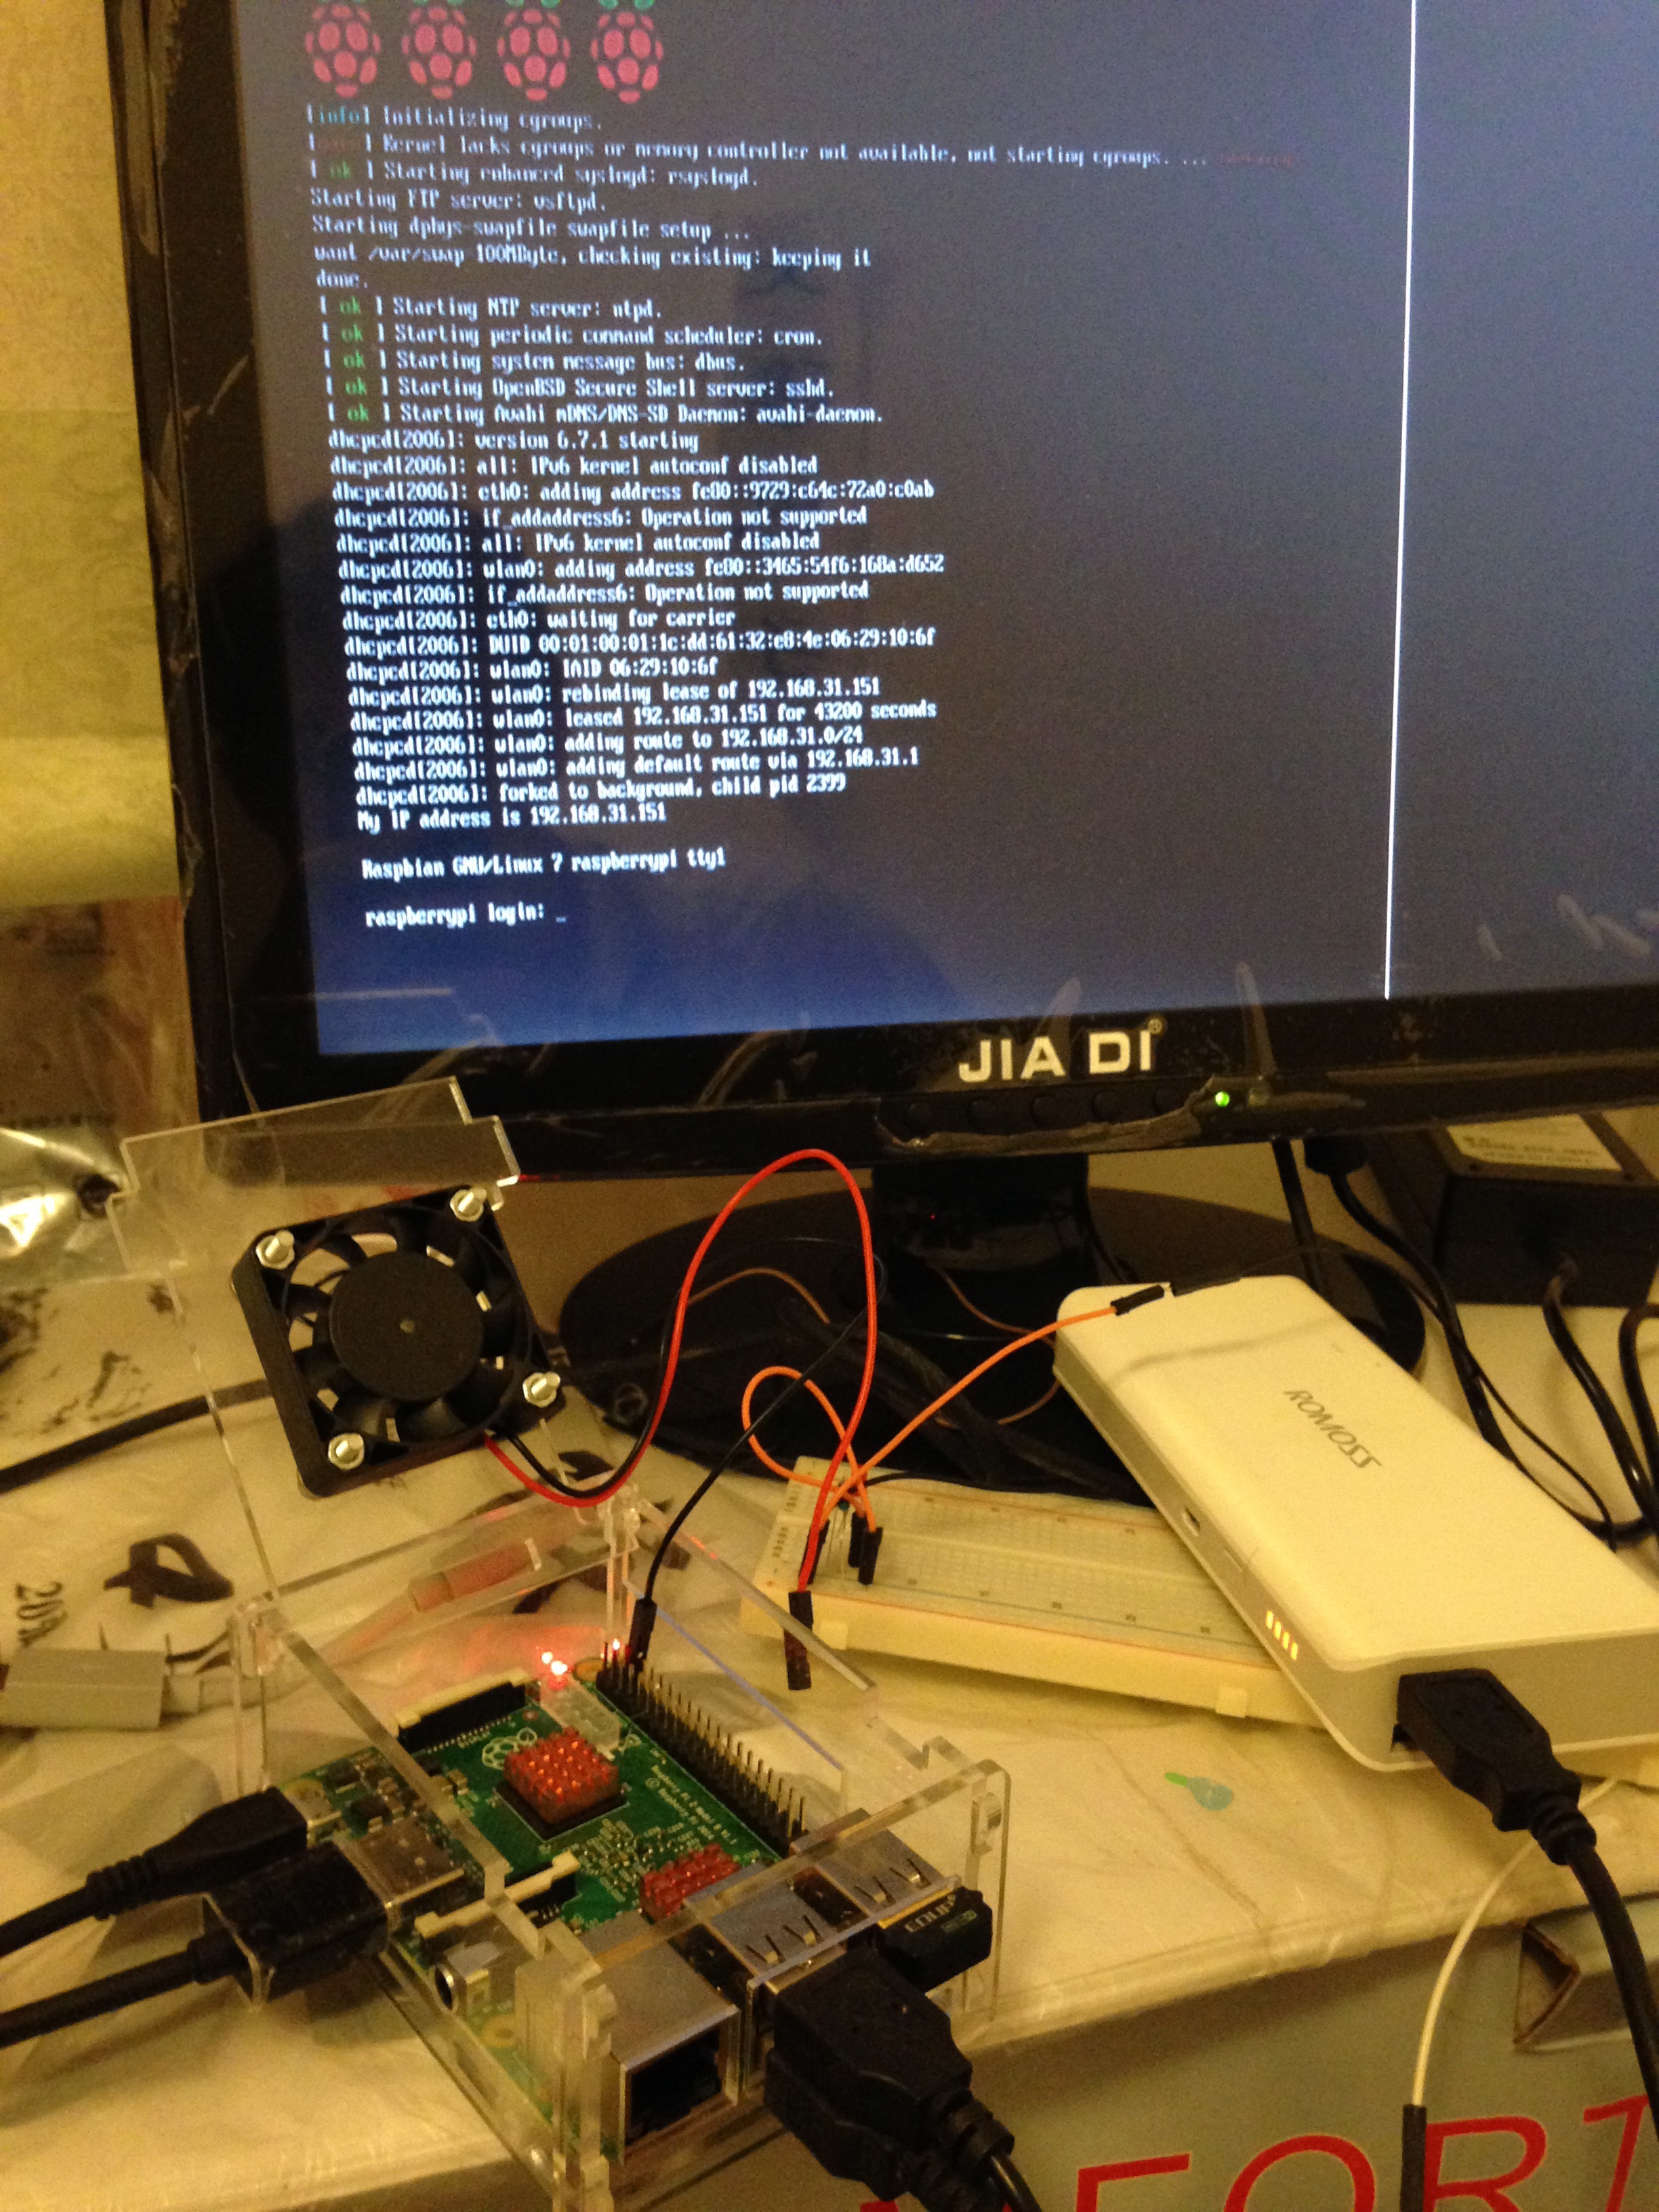 [info] Initializing cgroups.
Kernel lacks cgroups or memory controller not available, not starting cgroups. ...
[ ok ] Starting enhanced syslogd: rsyslogd.
Starting FTP server: vsftpd.
Starting dphys-swapfile swapfile setup ...
want /var/swap 100MByte, checking existing: keeping it
done.
[ ok ] Starting NTP server: ntpd.
[ ok ] Starting periodic command scheduler: cron.
[ ok ] Starting system message bus: dbus.
[ ok ] Starting OpenBSD Secure Shell server: sshd.
[ ok ] Starting Avahi mDNS/DNS-SD Daemon: avahi-daemon.
dhcpcd[2006]: version 6.7.1 starting
dhcpcd[2006]: all: IPv6 kernel autoconf disabled
dhcpcd[2006]: eth0: adding address fe80::9729:c64c:72a0:c0ab
dhcpcd[2006]: if_addaddress6: Operation not supported
dhcpcd[2006]: all: IPv6 kernel autoconf disabled
dhcpcd[2006]: wlan0: adding address fe80::3465:54f6:168a:d652
dhcpcd[2006]: if_addaddress6: Operation not supported
dhcpcd[2006]: eth0: waiting for carrier
dhcpcd[2006]: DUID 00:01:00:01:1c:dd:61:32:e8:4e:06:29:10:6f
dhcpcd[2006]: wlan0: IAID 06:29:10:6f
dhcpcd[2006]: wlan0: rebinding lease of 192.168.31.151
dhcpcd[2006]: wlan0: leased 192.168.31.151 for 43200 seconds
dhcpcd[2006]: wlan0: adding route to 192.168.31.0/24
dhcpcd[2006]: wlan0: adding default route via 192.168.31.1
dhcpcd[2006]: forked to background, child pid 2399
My IP address is 192.168.31.151
Raspbian GNU/Linux 7 raspberrypi tty1
raspberrypi login: _
JIA DI®
ROMOSS
Raspberry Pi 2 Model B V1.1
EDUP